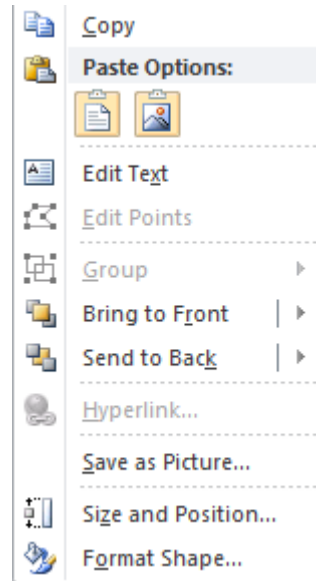 Copy
Paste Options:
Edit Text
Edit Points
Group
Bring to Front
Send to Back
Hyperlink...
Save as Picture...
Size and Position...
Format Shape...